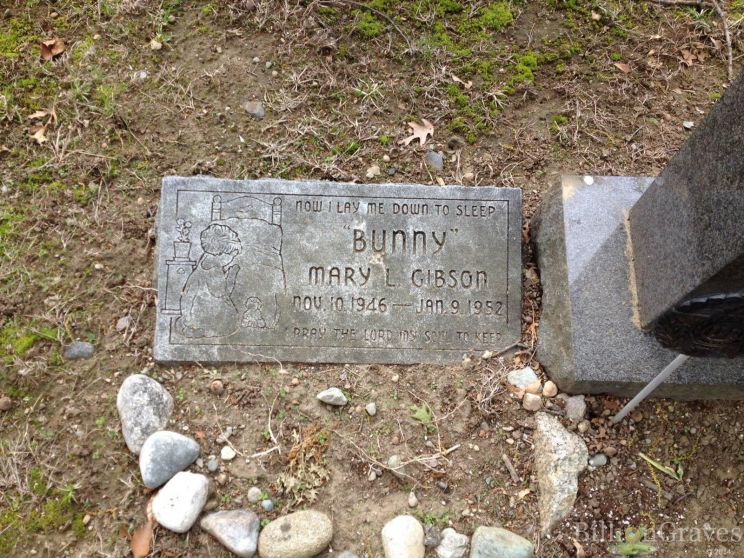 NOW I LAY ME DOWN TO SLEEP
"BUNNY"
MARY L. GIBSON
NOV. 10. 1946 — JAN. 9. 1952
I PRAY THE LORD MY SOUL TO KEEP
BillionGraves